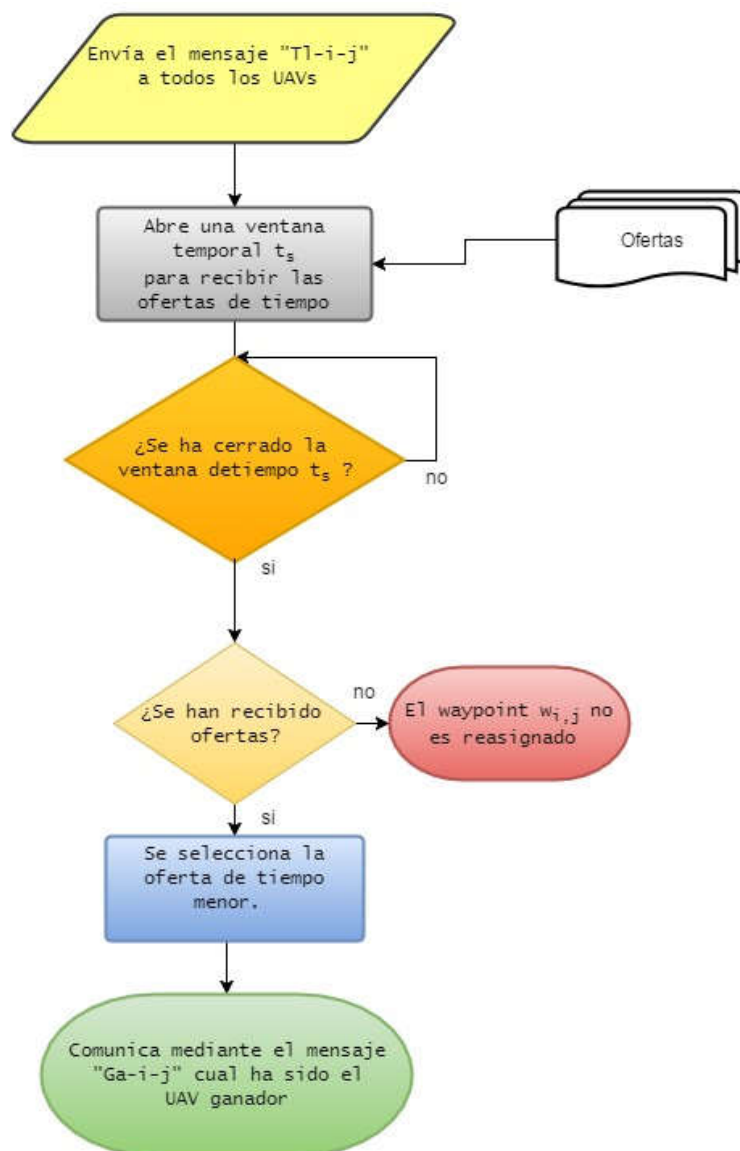 Envía el mensaje "Tl-i-j"
a todos los UAVs
Abre una ventana
temporal tₛ
para recibir las
ofertas de tiempo
Ofertas
¿Se ha cerrado la
ventana detiempo tₛ ?
no
si
¿Se han recibido
ofertas?
no
El waypoint wᵢ,ⱼ no
es reasignado
si
Se selecciona la
oferta de tiempo
menor.
Comunica mediante el mensaje
"Ga-i-j" cual ha sido el
UAV ganador